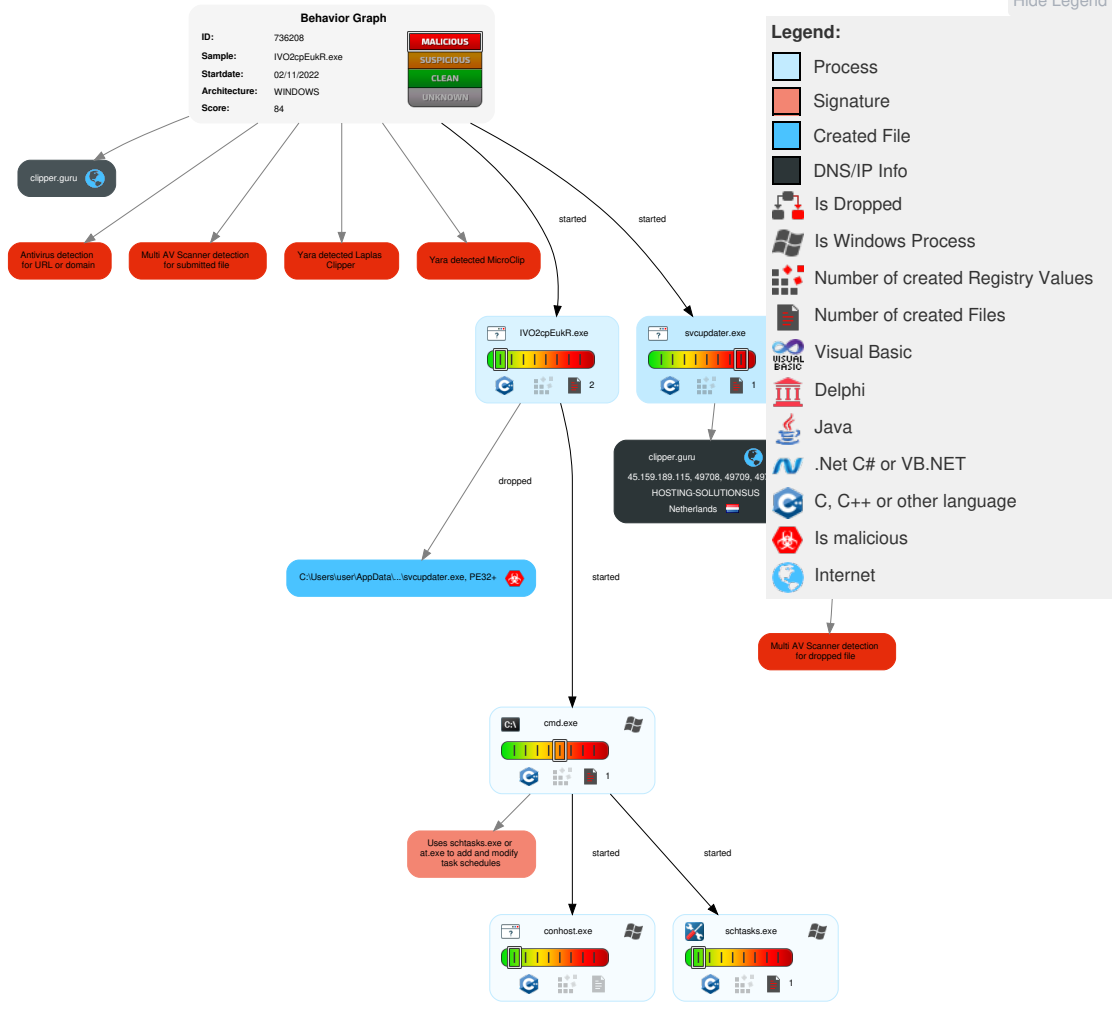 Hide Legend
Behavior Graph
ID: 736208
Sample: IVO2cpEukR.exe
Startdate: 02/11/2022
Architecture: WINDOWS
Score: 84
MALICIOUS
SUSPICIOUS
CLEAN
UNKNOWN
Legend:
Process
Signature
Created File
DNS/IP Info
Is Dropped
Is Windows Process
Number of created Registry Values
Number of created Files
VISUAL
BASIC
Visual Basic
Delphi
Java
.Net C# or VB.NET
C, C++ or other language
Is malicious
Internet
clipper.guru
started
started
Antivirus detection
for URL or domain
Multi AV Scanner detection
for submitted file
Yara detected Laplas
Clipper
Yara detected MicroClip
?
IVO2cpEukR.exe
2
?
svcupdater.exe
1
dropped
clipper.guru
45.159.189.115, 49708, 49709,
HOSTING-SOLUTIONSUS
Netherlands
C:\Users\user\AppData\...\svcupdater.exe, PE32+
started
Multi AV Scanner detection
for dropped file
C:\
cmd.exe
1
Uses schtasks.exe or
at.exe to add and modify
task schedules
started
started
?
conhost.exe
schtasks.exe
1